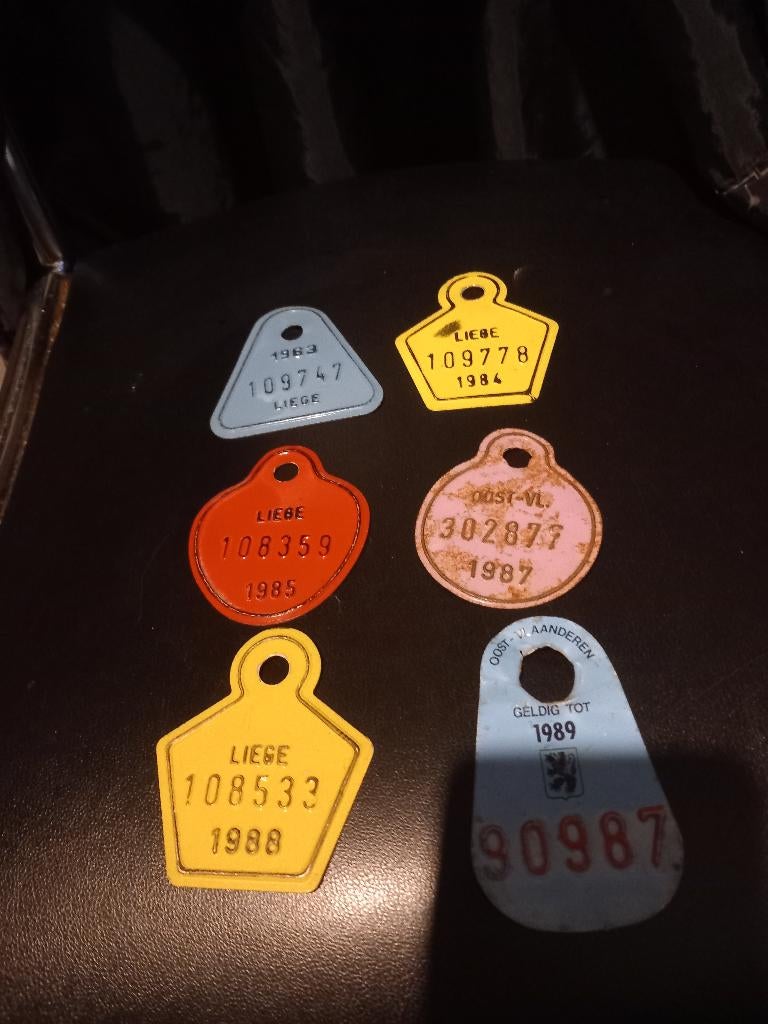 1983
109747
LIEGE
LIEGE
109778
1984
LIEGE
108359
1985
OOST-VL.
302877
1987
LIEGE
108533
1988
OOST-VLAANDEREN
GELDIG TOT
1989
90987